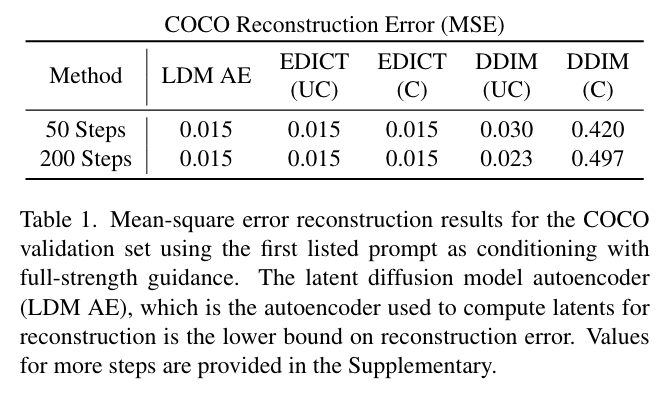 COCO Reconstruction Error (MSE)
Method LDM AE EDICT (UC) EDICT (C) DDIM (UC) DDIM (C)
50 Steps 0.015 0.015 0.015 0.030 0.420
200 Steps 0.015 0.015 0.015 0.023 0.497
Table 1. Mean-square error reconstruction results for the COCO
validation set using the first listed prompt as conditioning with
full-strength guidance. The latent diffusion model autoencoder
(LDM AE), which is the autoencoder used to compute latents for
reconstruction is the lower bound on reconstruction error. Values
for more steps are provided in the Supplementary.